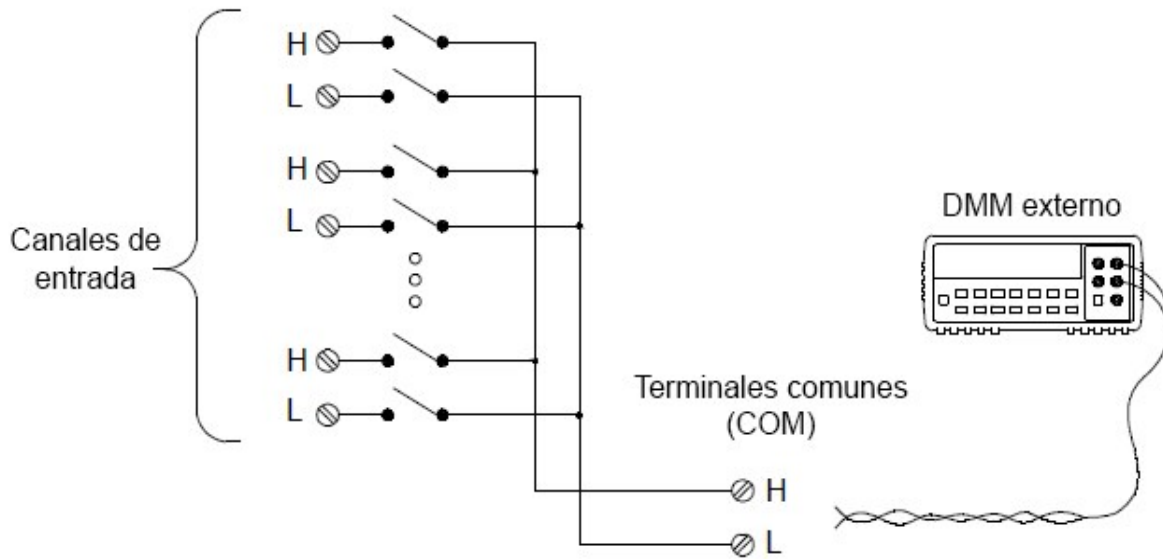 H
L
H
L
Canales de
entrada
H
L
DMM externo
Terminales comunes
(COM)
H
L